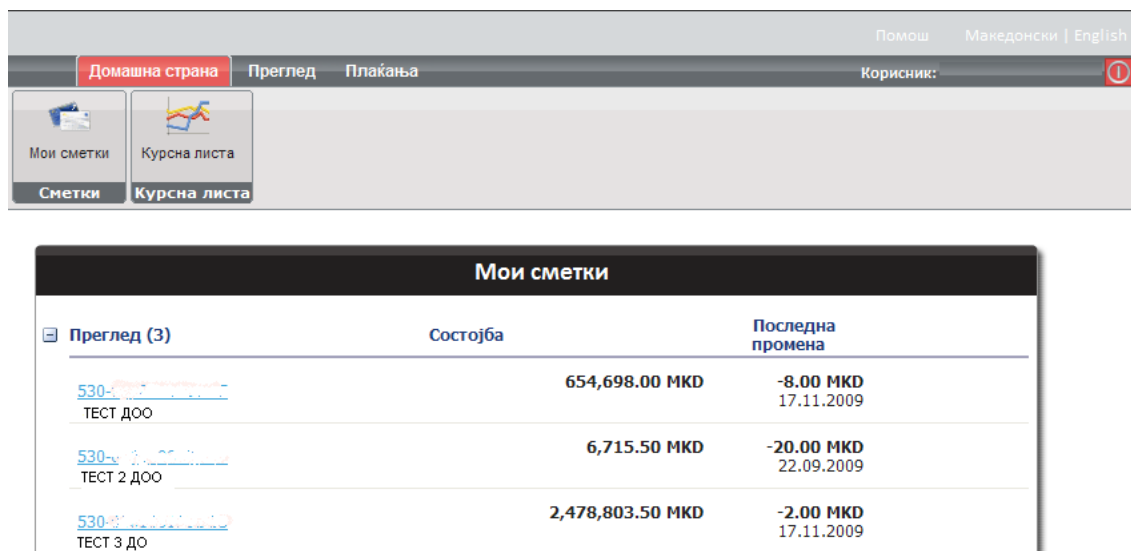 Помош Македонски | English
Домашна страна Преглед Плаќања Корисник:
Мои сметки Курсна листа
Сметки Курсна листа
Мои сметки
Преглед (3) Состојба Последна промена
530- 654,698.00 MKD -8.00 MKD
17.11.2009
ТЕСТ ДОО
530- 6,715.50 MKD -20.00 MKD
22.09.2009
ТЕСТ 2 ДОО
530- 2,478,803.50 MKD -2.00 MKD
17.11.2009
ТЕСТ 3 ДО